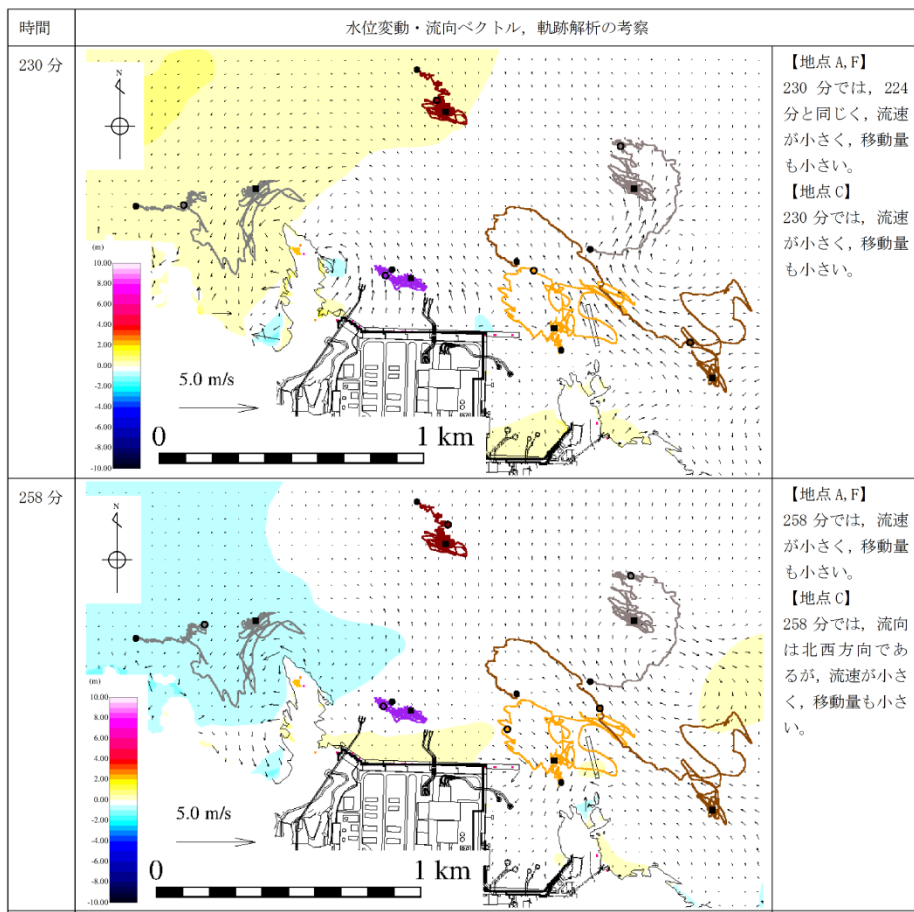 時間
水位変動・流向ベクトル，軌跡解析の考察
230 分
N
(m)
10.00
8.00
6.00
4.00
2.00
0.00
-2.00
-4.00
-6.00
-8.00
-10.00
5.0 m/s
0
1 km
【地点 A,F】
230 分では，224
分と同じく，流速
が小さく，移動量
も小さい。
【地点 C】
230 分では，流速
が小さく，移動量
も小さい。
258 分
N
(m)
10.00
8.00
6.00
4.00
2.00
0.00
-2.00
-4.00
-6.00
-8.00
-10.00
5.0 m/s
0
1 km
【地点 A,F】
258 分では，流速
が小さく，移動量
も小さい。
【地点 C】
258 分では，流向
は北西方向であ
るが，流速が小さ
く，移動量も小さ
い。